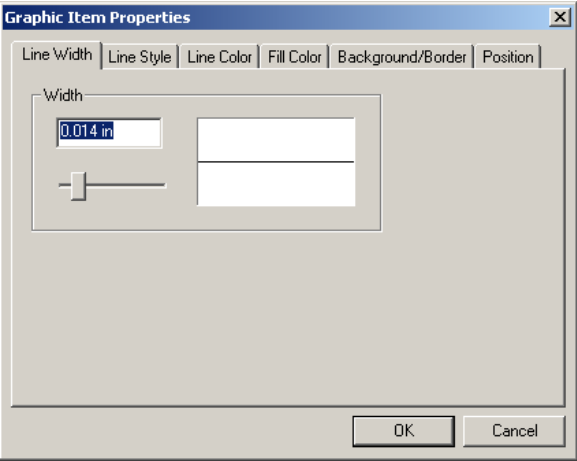 Graphic Item Properties
Line Width Line Style Line Color Fill Color Background/Border Position
Width
0.014 in
OK Cancel